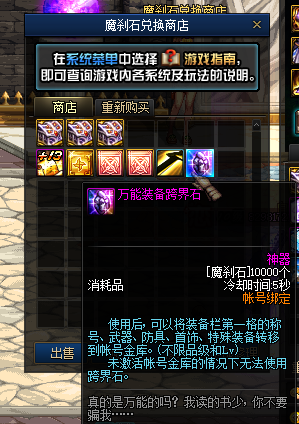 魔刹石兑换商店
魔刹石兑换商店
在系统菜单中选择 游戏指南,
即可查询游戏内各系统及玩法的说明。
商店 重新购买
万能装备跨界石
神器
[魔刹石]10000个
消耗品 冷却时间:5秒
帐号绑定
使用后,可以将装备栏第一格的称
号、武器、防具、首饰、特殊装备转移
到帐号金库。(不限品级和Lv)
未激活帐号金库的情况下无法使用
跨界石。
真的是万能的吗?我读的书少,你不要
骗我……
出售